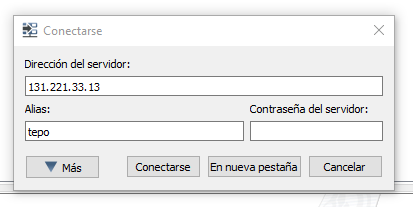 Conectarse
Dirección del servidor:
131.221.33.13
Alias: Contraseña del servidor:
tepo
Más Conectarse En nueva pestaña Cancelar